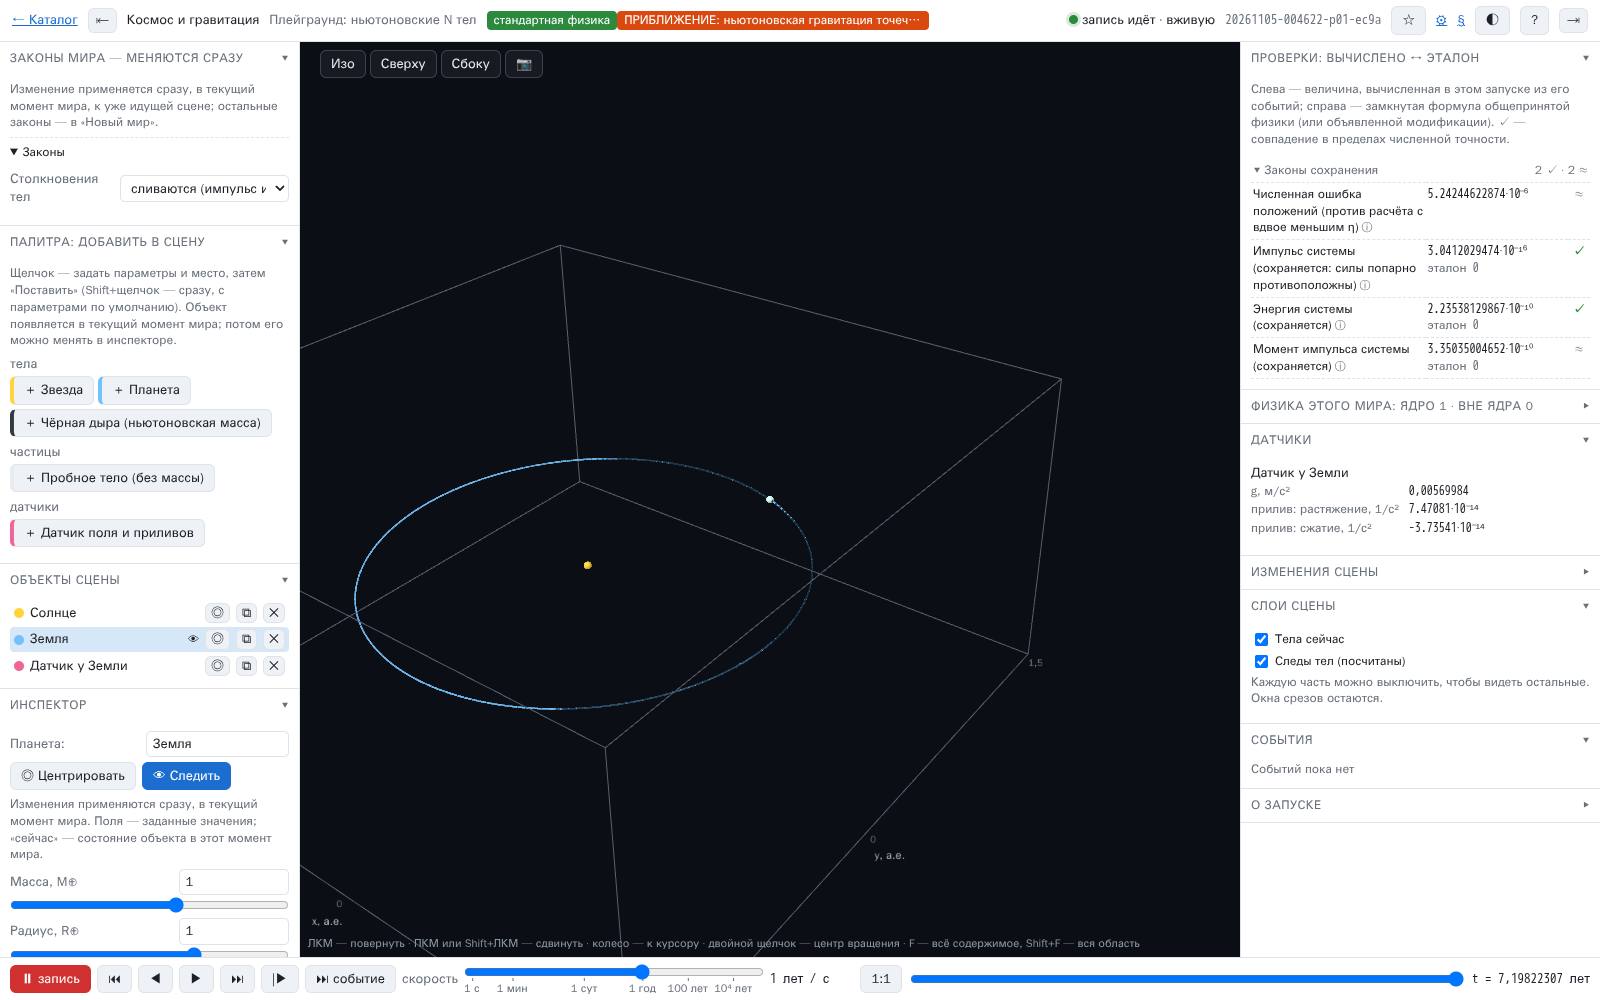 ← Каталог
⇤
Космос и гравитация
Плейграунд: ньютоновские N тел
стандартная физика
ПРИБЛИЖЕНИЕ: ньютоновская гравитация точеч…
запись идёт · вживую
20261105-004622-p01-ec9a
☆
⚙
§
?
⇥
ЗАКОНЫ МИРА — МЕНЯЮТСЯ СРАЗУ
Изменение применяется сразу, в текущий
момент мира, к уже идущей сцене; остальные
законы — в «Новый мир».
▼ Законы
Столкновения
тел
сливаются (импульс и
ПАЛИТРА: ДОБАВИТЬ В СЦЕНУ
Щелчок — задать параметры и место, затем
«Поставить» (Shift+щелчок — сразу, с
параметрами по умолчанию). Объект
появляется в текущий момент мира; потом его
можно менять в инспекторе.
тела
+ Звезда
+ Планета
+ Чёрная дыра (ньютоновская масса)
частицы
+ Пробное тело (без массы)
датчики
+ Датчик поля и приливов
ОБЪЕКТЫ СЦЕНЫ
Солнце
Земля
Датчик у Земли
ИНСПЕКТОР
Планета:
Земля
◎ Центрировать
👁 Следить
Изменения применяются сразу, в текущий
момент мира. Поля — заданные значения;
«сейчас» — состояние объекта в этот момент
мира.
Масса, M⊕
1
Радиус, R⊕
1
Изо
Сверху
Сбоку
1,5
0
y, а.е.
0
x, а.е.
ЛКМ — повернуть · ПКМ или Shift+ЛКМ — сдвинуть · колесо — к курсору · двойной щелчок — центр вращения · F — всё содержимое, Shift+F — вся область
ПРОВЕРКИ: ВЫЧИСЛЕНО ↔ ЭТАЛОН
Слева — величина, вычисленная в этом запуске из его
событий; справа — замкнутая формула общепринятой
физики (или объявленной модификации). ✓ —
совпадение в пределах численной точности.
▾ Законы сохранения
2 ✓ · 2 ≈
Численная ошибка
положений (против расчёта с
вдвое меньшим η) ⓘ
5.24244622874·10⁻⁶
≈
Импульс системы
(сохраняется: силы попарно
противоположны) ⓘ
3.0412029474·10⁻¹⁶
эталон 0
✓
Энергия системы
(сохраняется) ⓘ
2.23538129867·10⁻¹⁰
эталон 0
✓
Момент импульса системы
(сохраняется) ⓘ
3.35035004652·10⁻¹⁰
эталон 0
≈
ФИЗИКА ЭТОГО МИРА: ЯДРО 1 · ВНЕ ЯДРА 0
ДАТЧИКИ
Датчик у Земли
g, м/с²
0,00569984
прилив: растяжение, 1/с²
7.47081·10⁻¹⁴
прилив: сжатие, 1/с²
-3.73541·10⁻¹⁴
ИЗМЕНЕНИЯ СЦЕНЫ
СЛОИ СЦЕНЫ
Тела сейчас
Следы тел (посчитаны)
Каждую часть можно выключить, чтобы видеть остальные.
Окна срезов остаются.
СОБЫТИЯ
Событий пока нет
О ЗАПУСКЕ
⏸ запись
⏭ событие
скорость
1 с
1 мин
1 сут
1 год
100 лет
10⁴ лет
1 лет / с
1:1
t = 7,19822307 лет